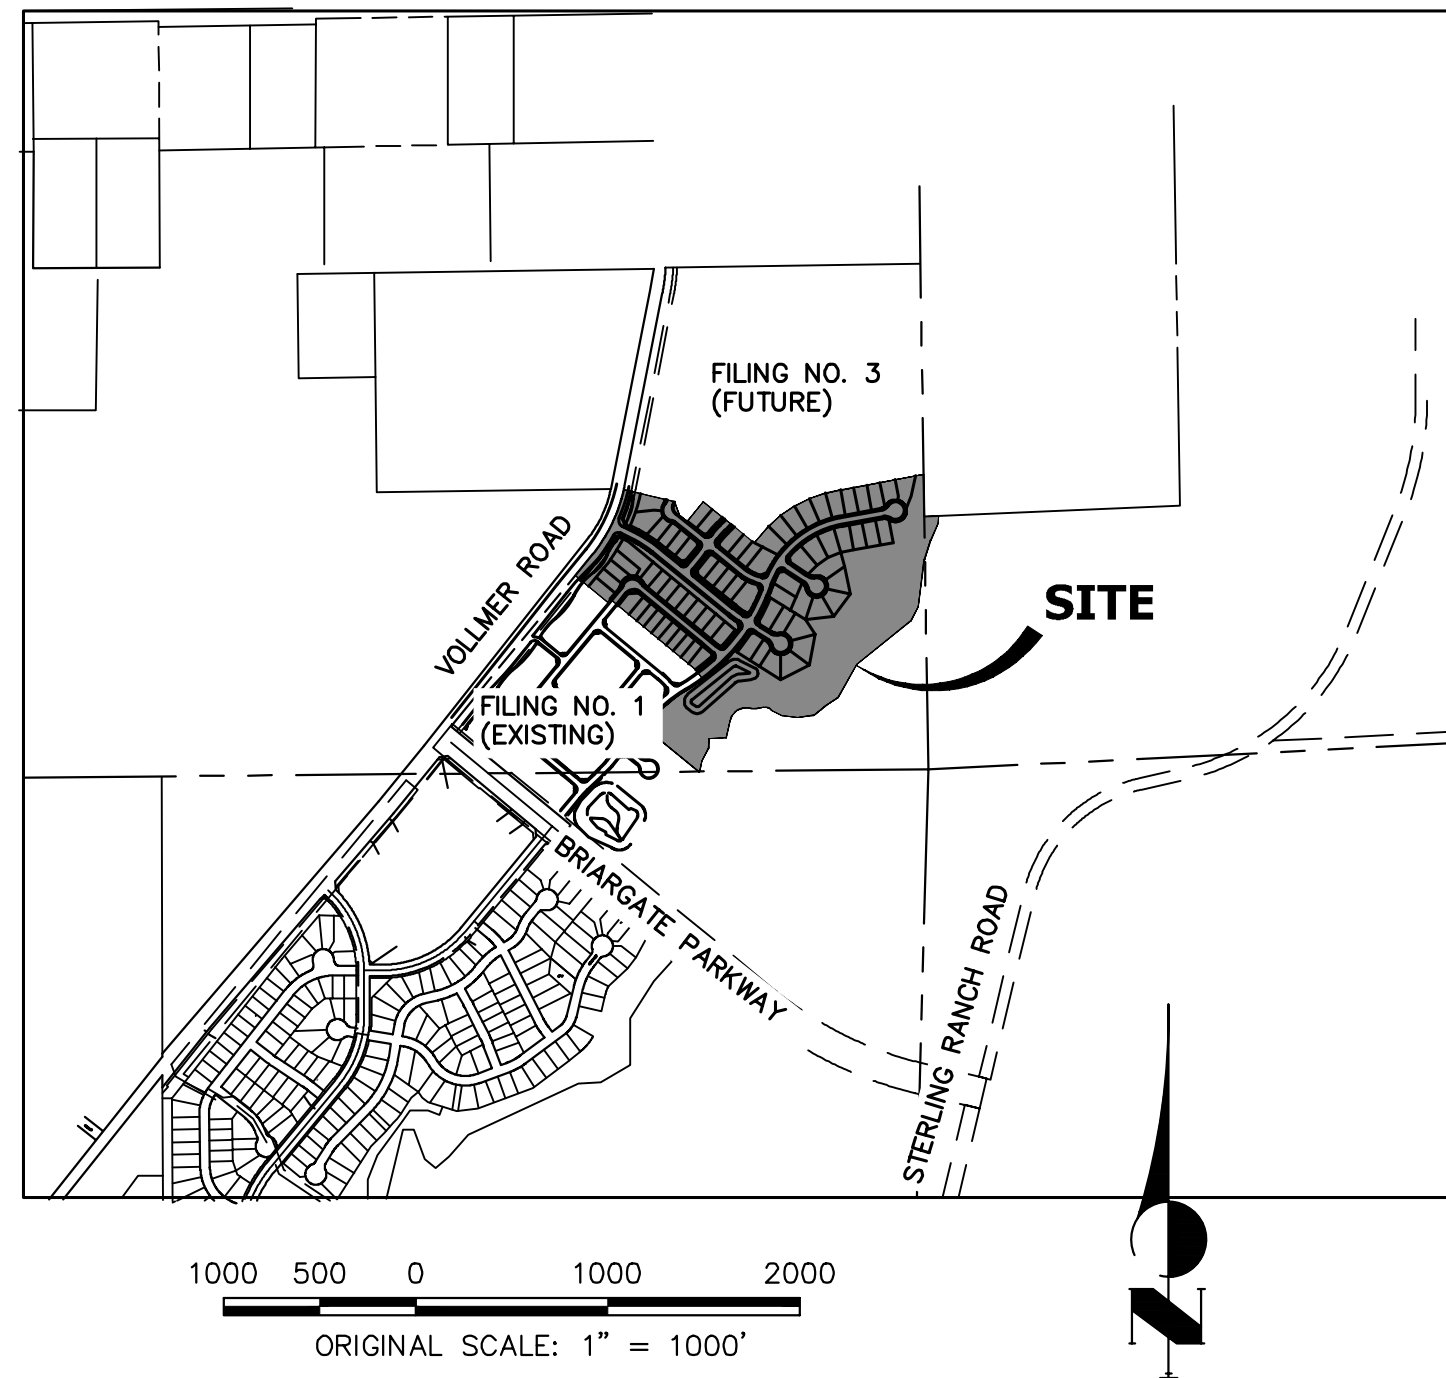 FILING NO. 3
(FUTURE)
VOLLMER ROAD
SITE
FILING NO. 1
(EXISTING)
BRIARGATE PARKWAY
STERLING RANCH ROAD
1000 500 0 1000 2000
ORIGINAL SCALE: 1" = 1000'
N